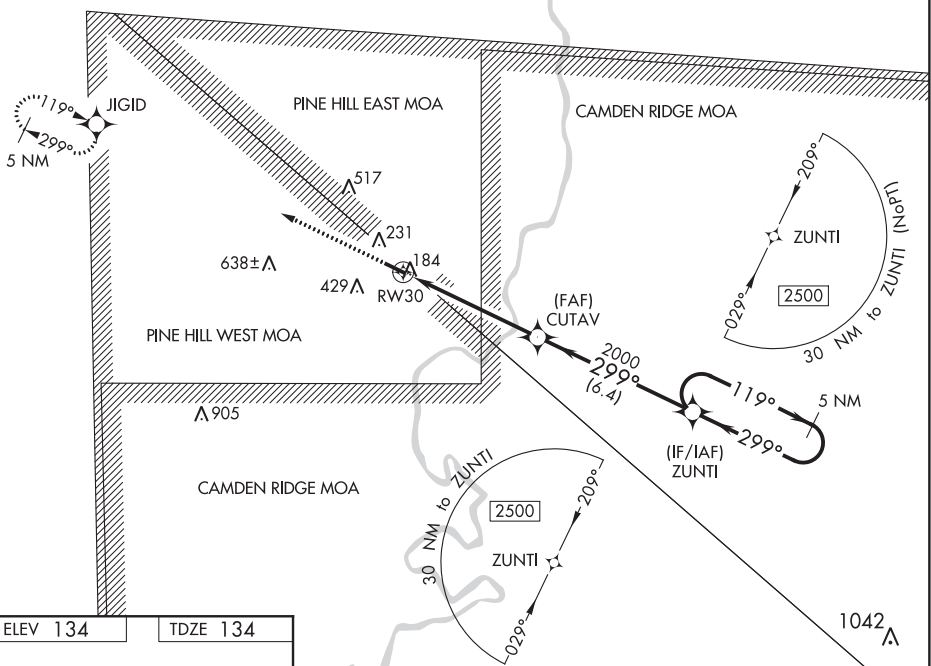 JIGID
119°
299°
5 NM
PINE HILL EAST MOA
CAMDEN RIDGE MOA
517
231
184
638±
429
RW30
PINE HILL WEST MOA
905
CAMDEN RIDGE MOA
(FAF)
CUTAV
2000
299°
(6.4)
119°
5 NM
299°
(IF/IAF)
ZUNTI
209°
ZUNTI
2500
029°
30 NM to ZUNTI (NoPT)
30 NM to ZUNTI
209°
2500
ZUNTI
029°
1042
ELEV 134
TDZE 134